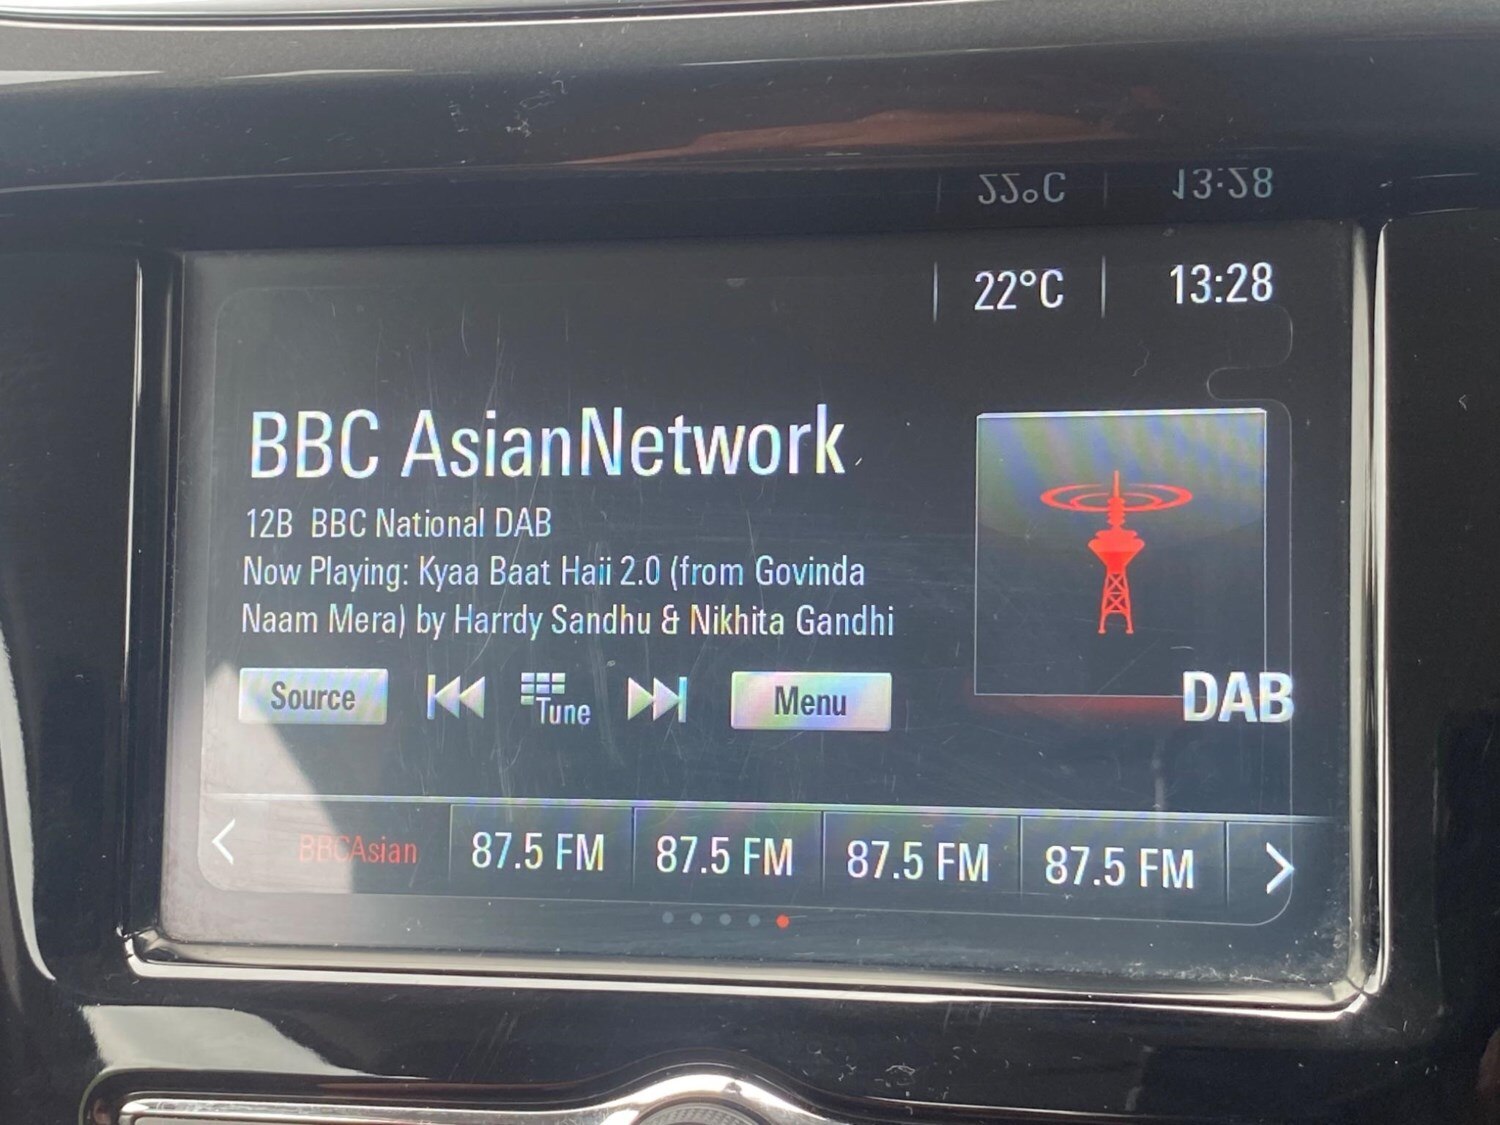 22°C 13:28
BBC AsianNetwork
12B BBC National DAB
Now Playing: Kyaa Baat Haii 2.0 (from Govinda
Naam Mera) by Harrdy Sandhu & Nikhita Gandhi
Source Tune Menu
DAB
BBCAsian 87.5 FM 87.5 FM 87.5 FM 87.5 FM